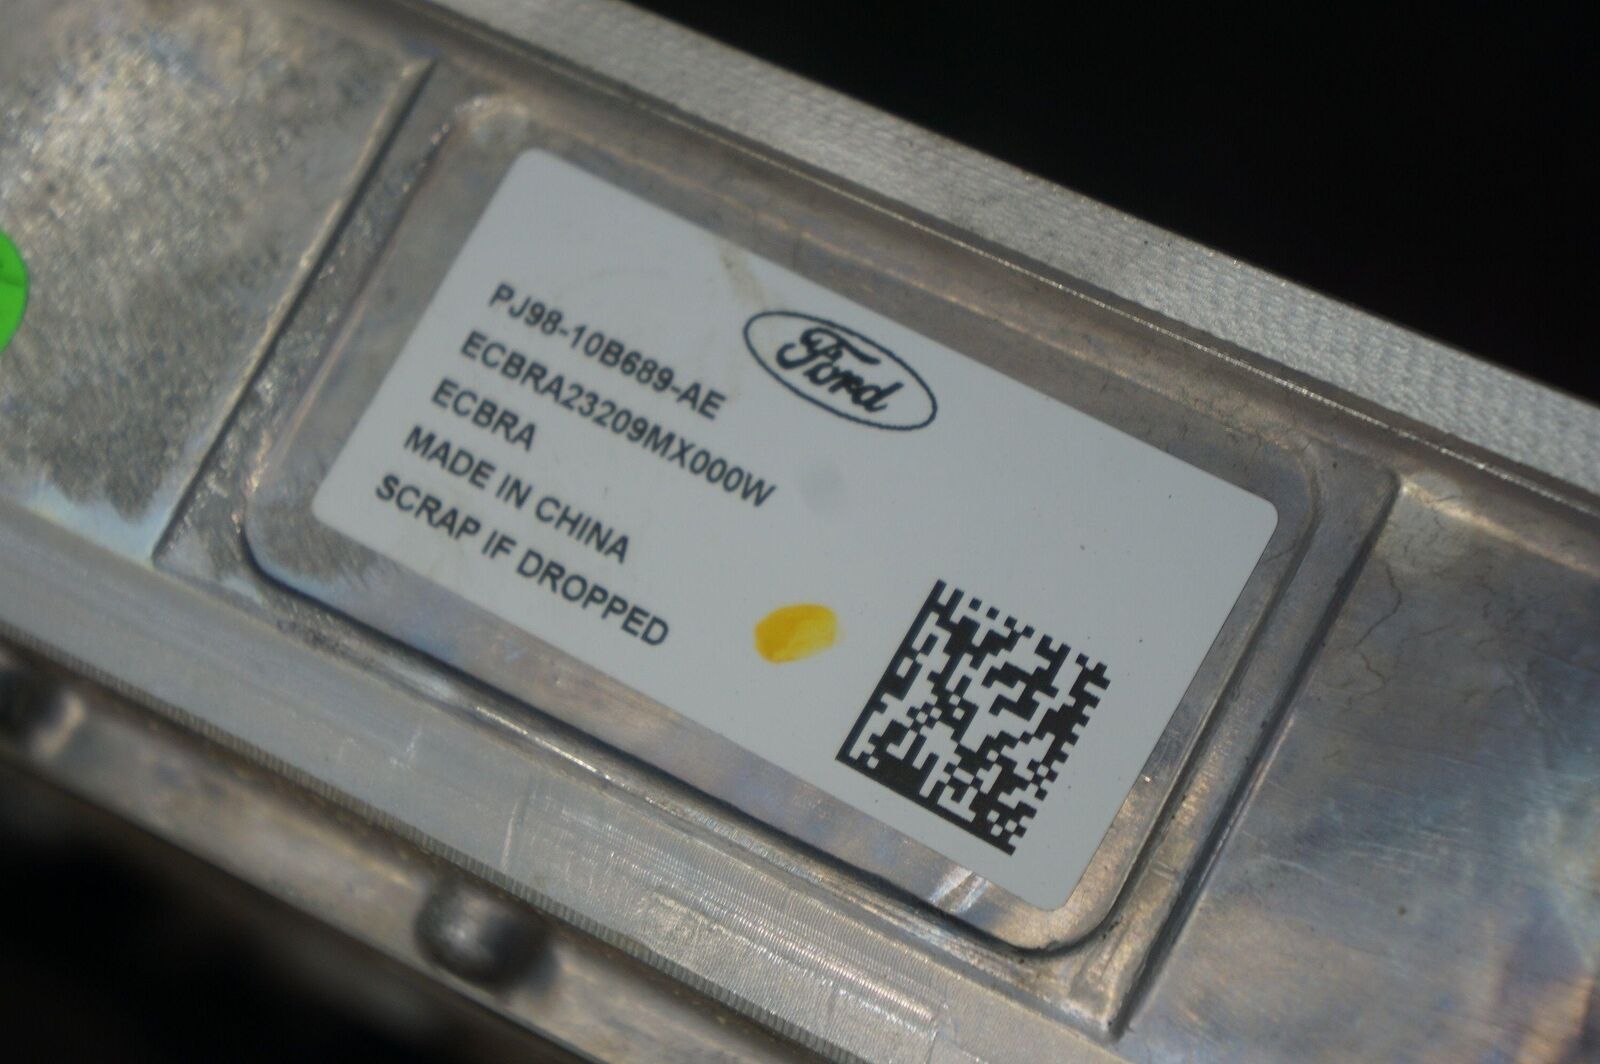 Ford
PJ98-10B689-AE
ECBRA23209MX000W
ECBRA
MADE IN CHINA
SCRAP IF DROPPED